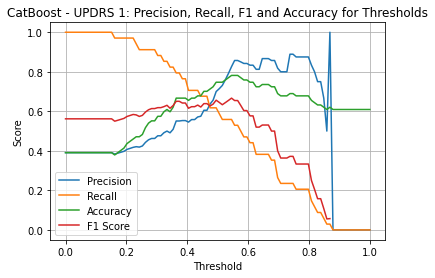 CatBoost - UPDRS 1: Precision, Recall, F1 and Accuracy for Thresholds
1.0
0.8
0.6
0.4
0.2
0.0
Score
Precision
Recall
Accuracy
F1 Score
0.0 0.2 0.4 0.6 0.8 1.0
Threshold